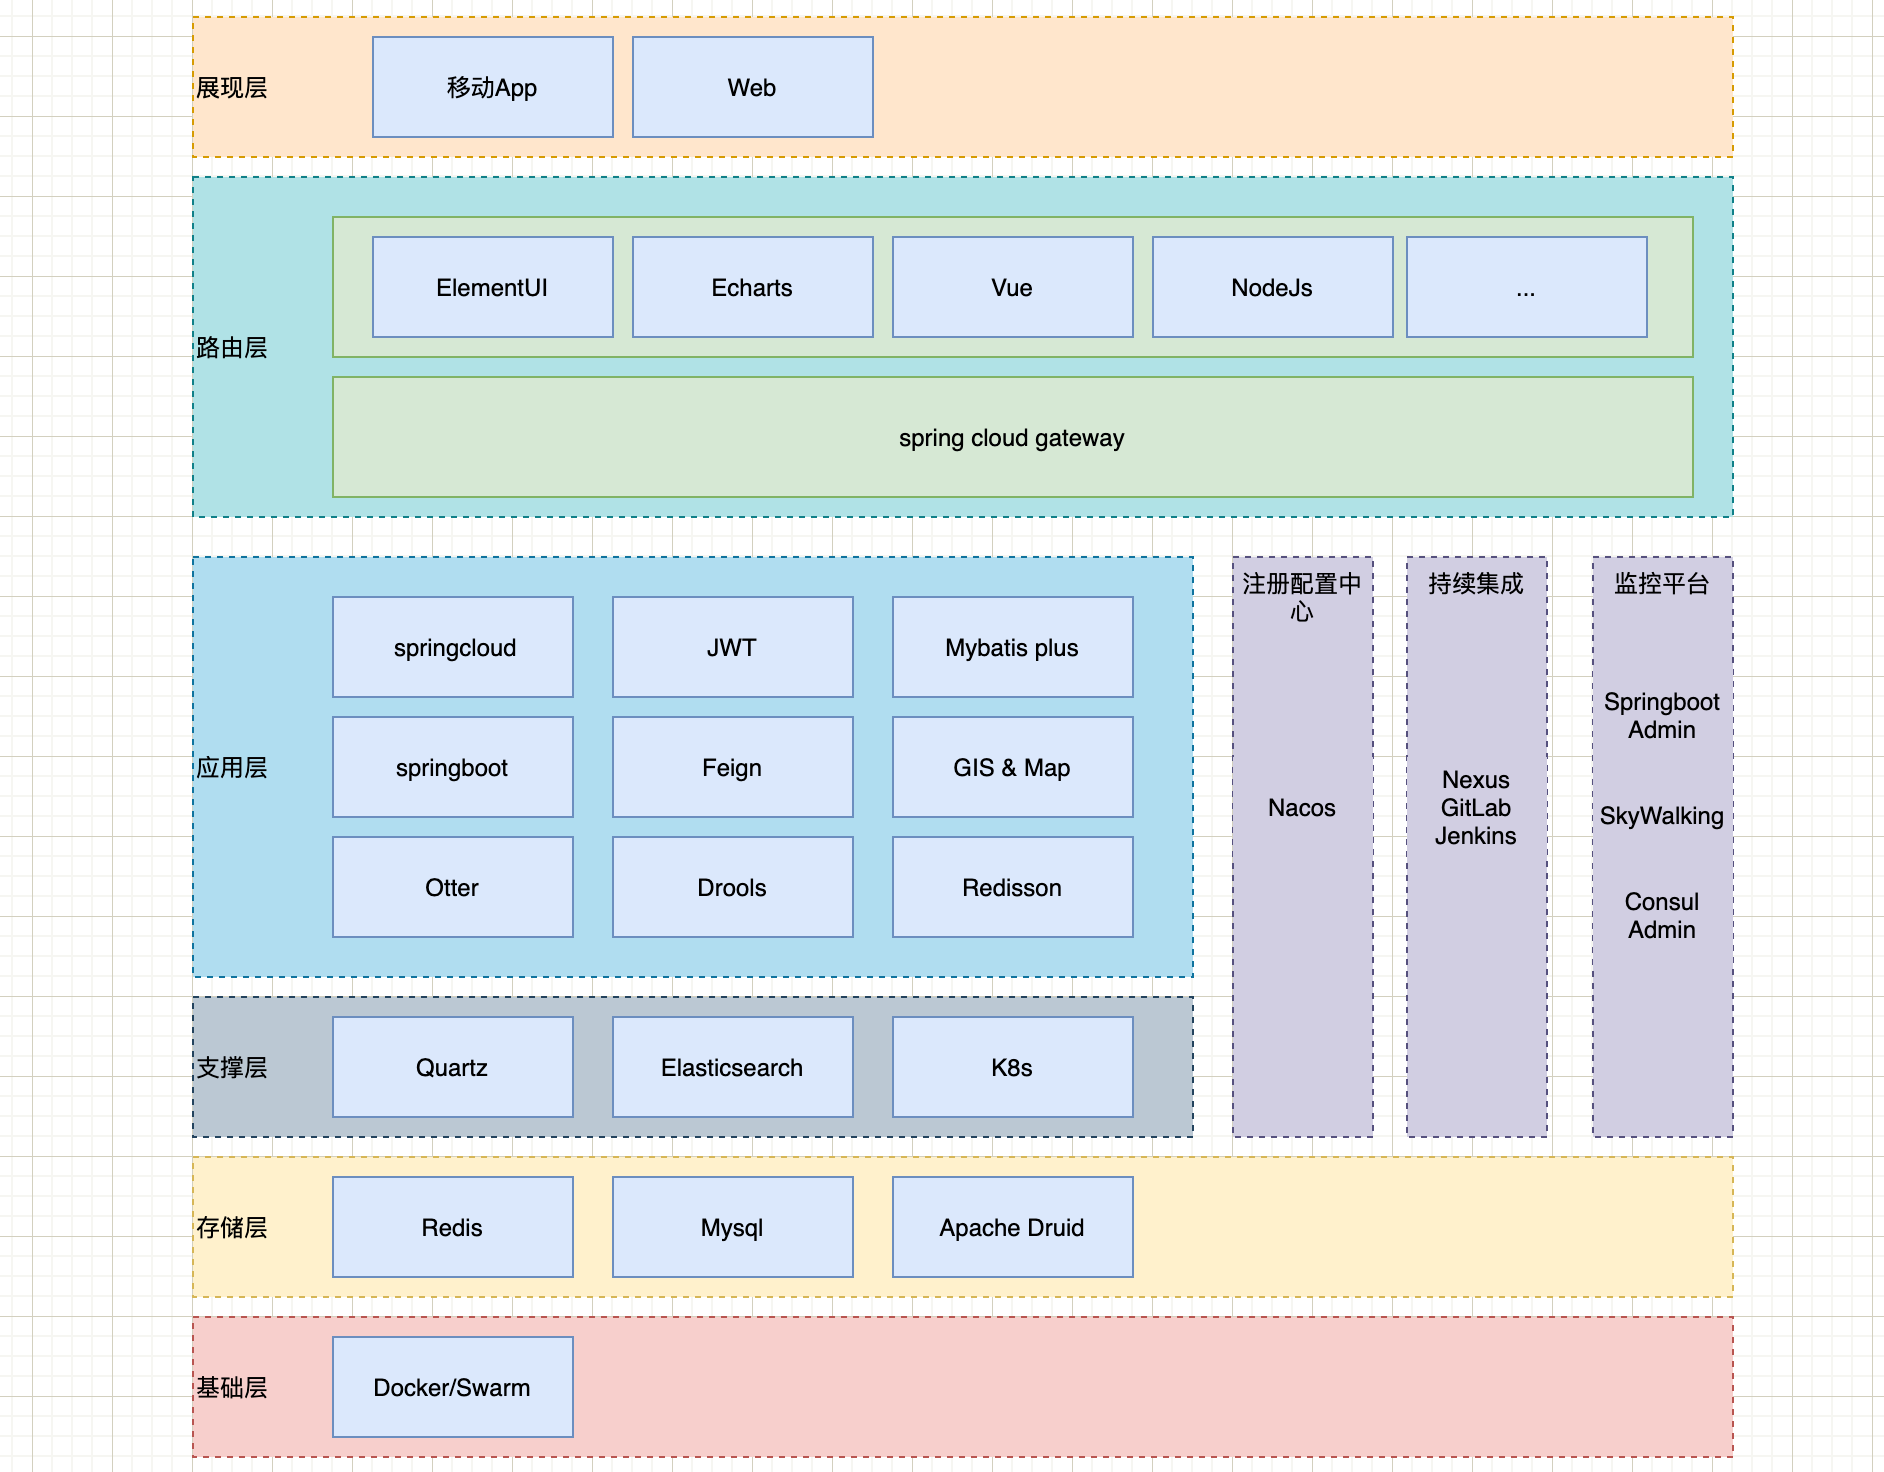 展现层
移动App
Web
路由层
ElementUI
Echarts
Vue
NodeJs
...
spring cloud gateway
应用层
springcloud
JWT
Mybatis plus
springboot
Feign
GIS & Map
Otter
Drools
Redisson
注册配置中
心
Nacos
持续集成
Nexus
GitLab
Jenkins
监控平台
Springboot
Admin
SkyWalking
Consul
Admin
支撑层
Quartz
Elasticsearch
K8s
存储层
Redis
Mysql
Apache Druid
基础层
Docker/Swarm